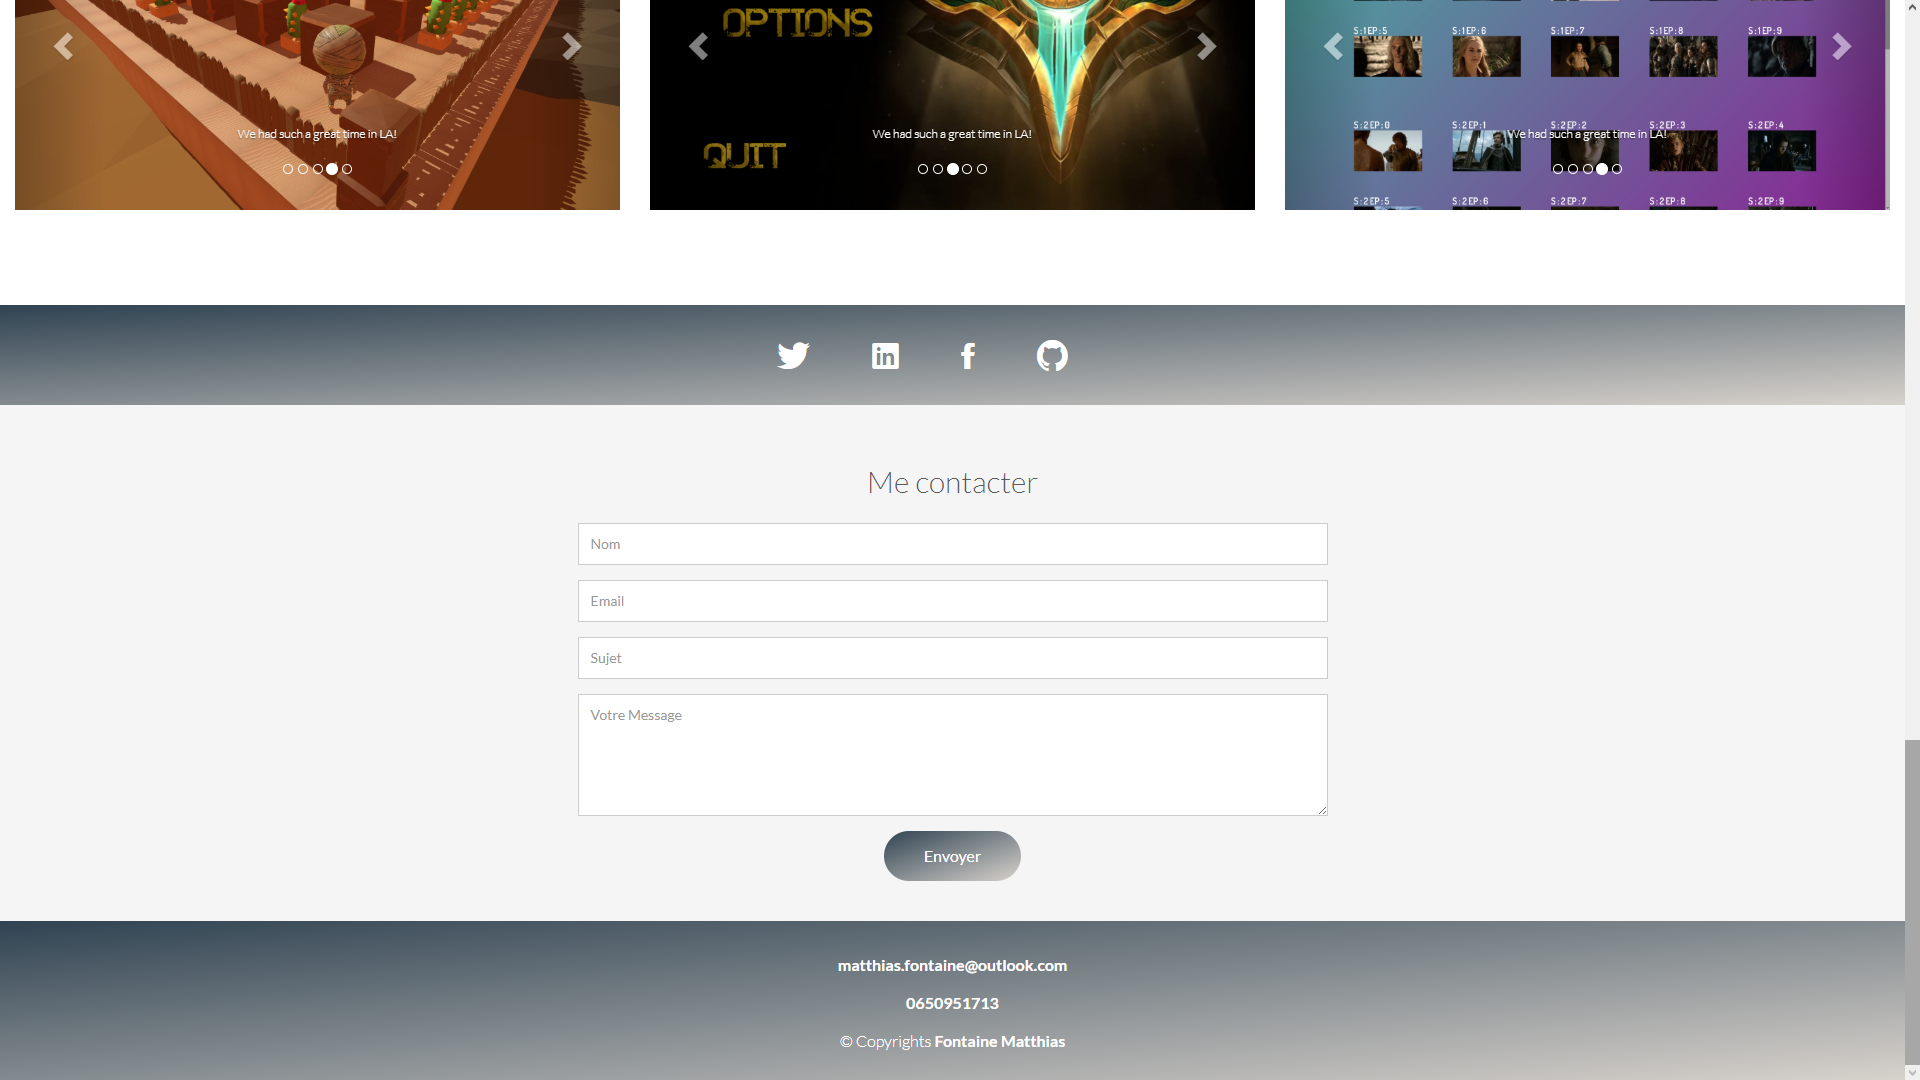 OPTIONS
S:1EP:5 S:1EP:6 S:1EP:7 S:1EP:8 S:1EP:9
We had such a great time in LA!
QUIT
We had such a great time in LA!
S:2EP:0 S:2EP:1 S:2EP:2 S:2EP:3 S:2EP:4
We had such a great time in LA!
S:2EP:5 S:2EP:6 S:2EP:7 S:2EP:8 S:2EP:9
in
f
Me contacter
Nom
Email
Sujet
Votre Message
Envoyer
matthias.fontaine@outlook.com
0650951713
© Copyrights Fontaine Matthias